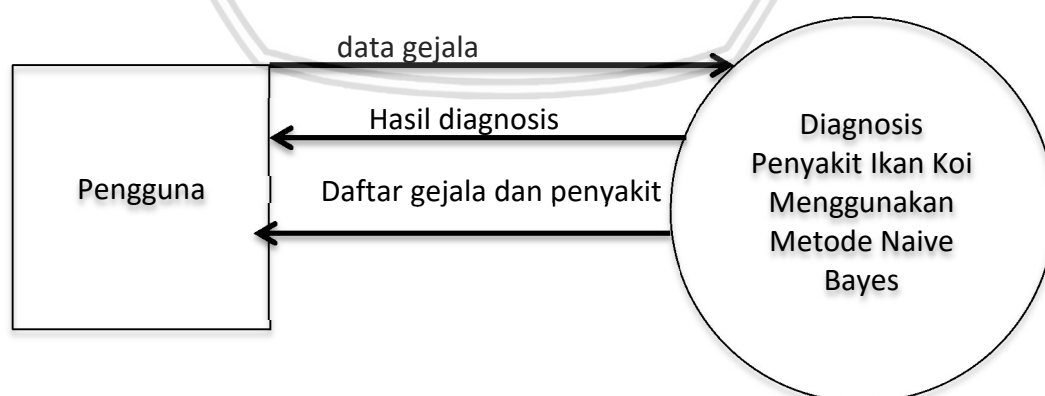 data gejala
Hasil diagnosis
Daftar gejala dan penyakit
Pengguna
Diagnosis
Penyakit Ikan Koi
Menggunakan
Metode Naive
Bayes